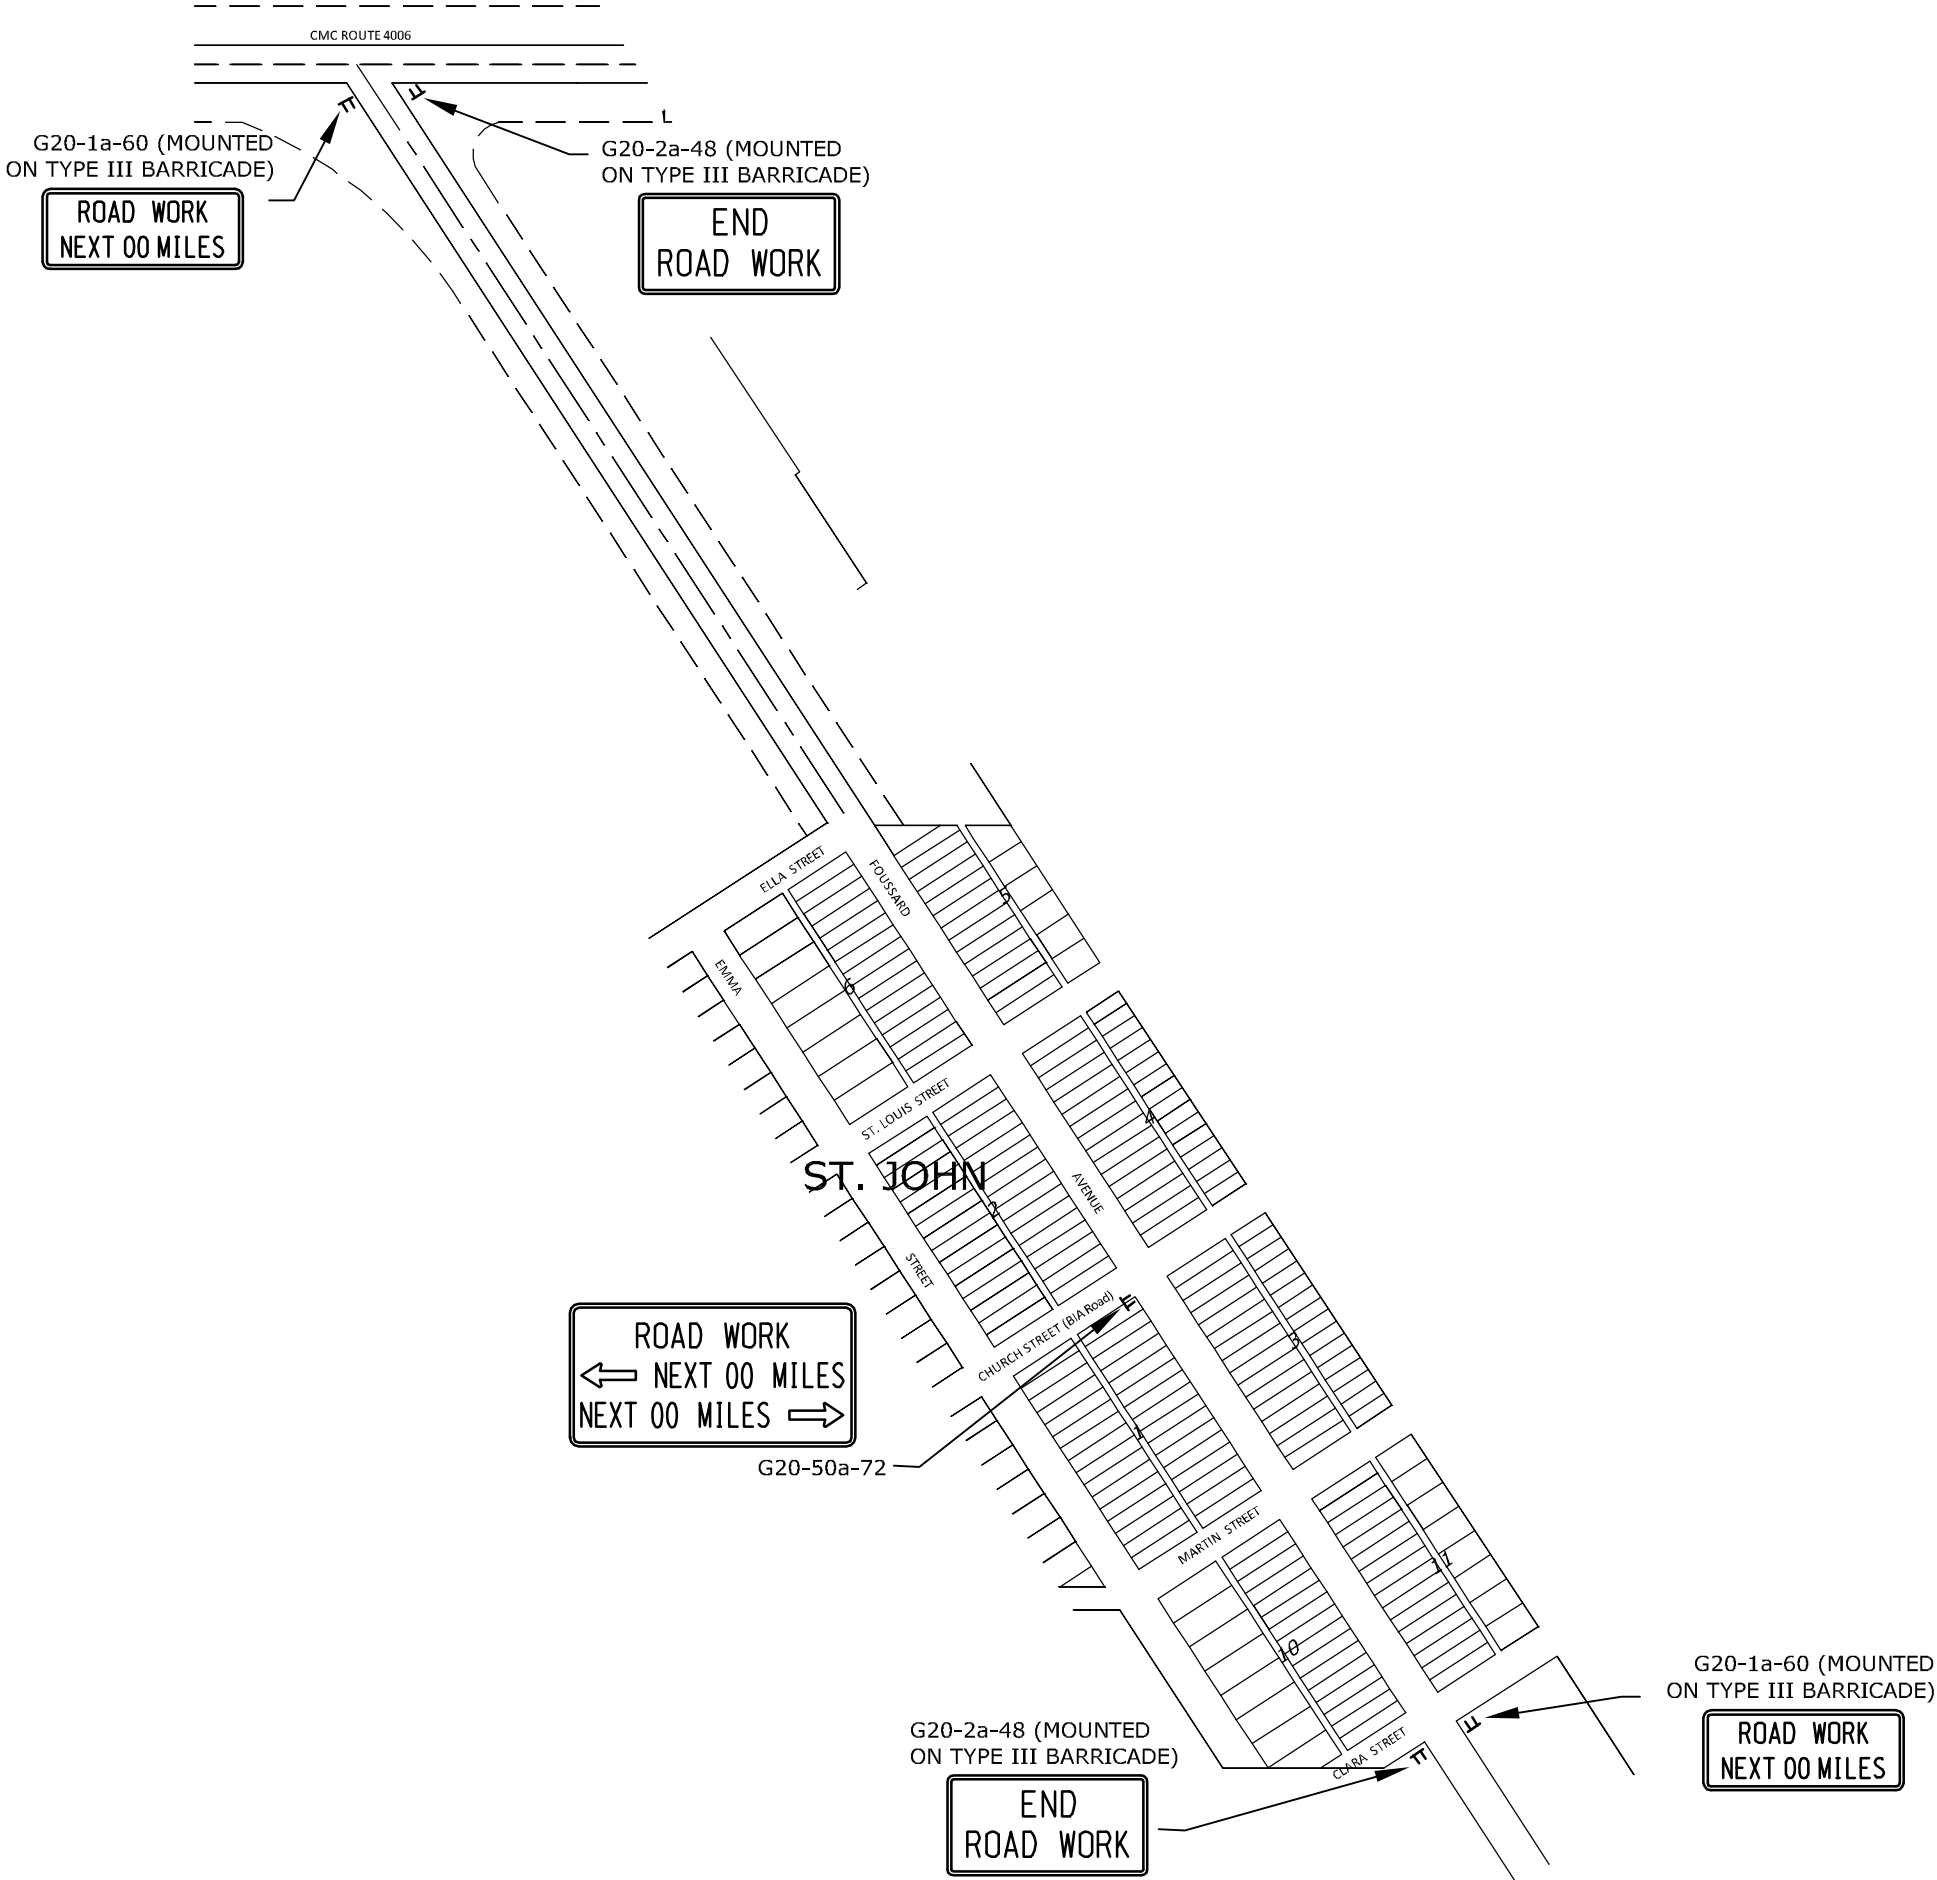 CMC ROUTE 4006
G20-1a-60 (MOUNTED
ON TYPE III BARRICADE)
ROAD WORK
NEXT 00 MILES
G20-2a-48 (MOUNTED
ON TYPE III BARRICADE)
END
ROAD WORK
ELLA STREET
FOUSSARD
5
EMMA
6
ST. LOUIS STREET
4
ST. JOHN
AVENUE
2
STREET
CHURCH STREET (BIA Road)
3
ROAD WORK
NEXT 00 MILES
NEXT 00 MILES
G20-50a-72
1
MARTIN STREET
11
10
G20-1a-60 (MOUNTED
ON TYPE III BARRICADE)
ROAD WORK
NEXT 00 MILES
CLARA STREET
G20-2a-48 (MOUNTED
ON TYPE III BARRICADE)
END
ROAD WORK